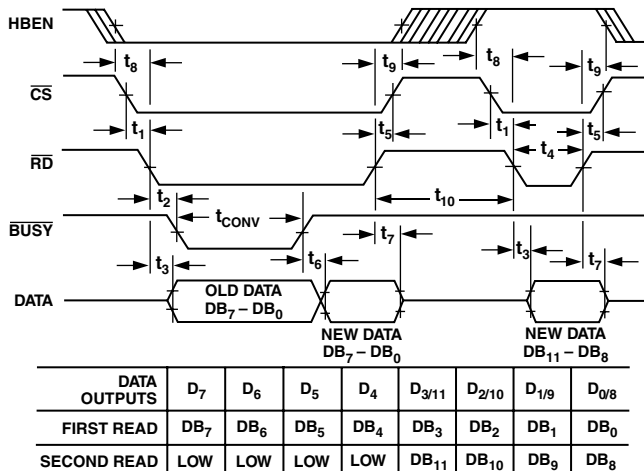 HBEN
t8 t9 t8 t9
CS
t1 t5 t1 t5
t4
RD
t2 tCONV t10
BUSY
t7
t3 t6 t3 t7
DATA
OLD DATA
DB7 – DB0
NEW DATA
DB7 – DB0
NEW DATA
DB11 – DB8
DATA OUTPUTS D7 D6 D5 D4 D3/11 D2/10 D1/9 D0/8
FIRST READ DB7 DB6 DB5 DB4 DB3 DB2 DB1 DB0
SECOND READ LOW LOW LOW LOW DB11 DB10 DB9 DB8